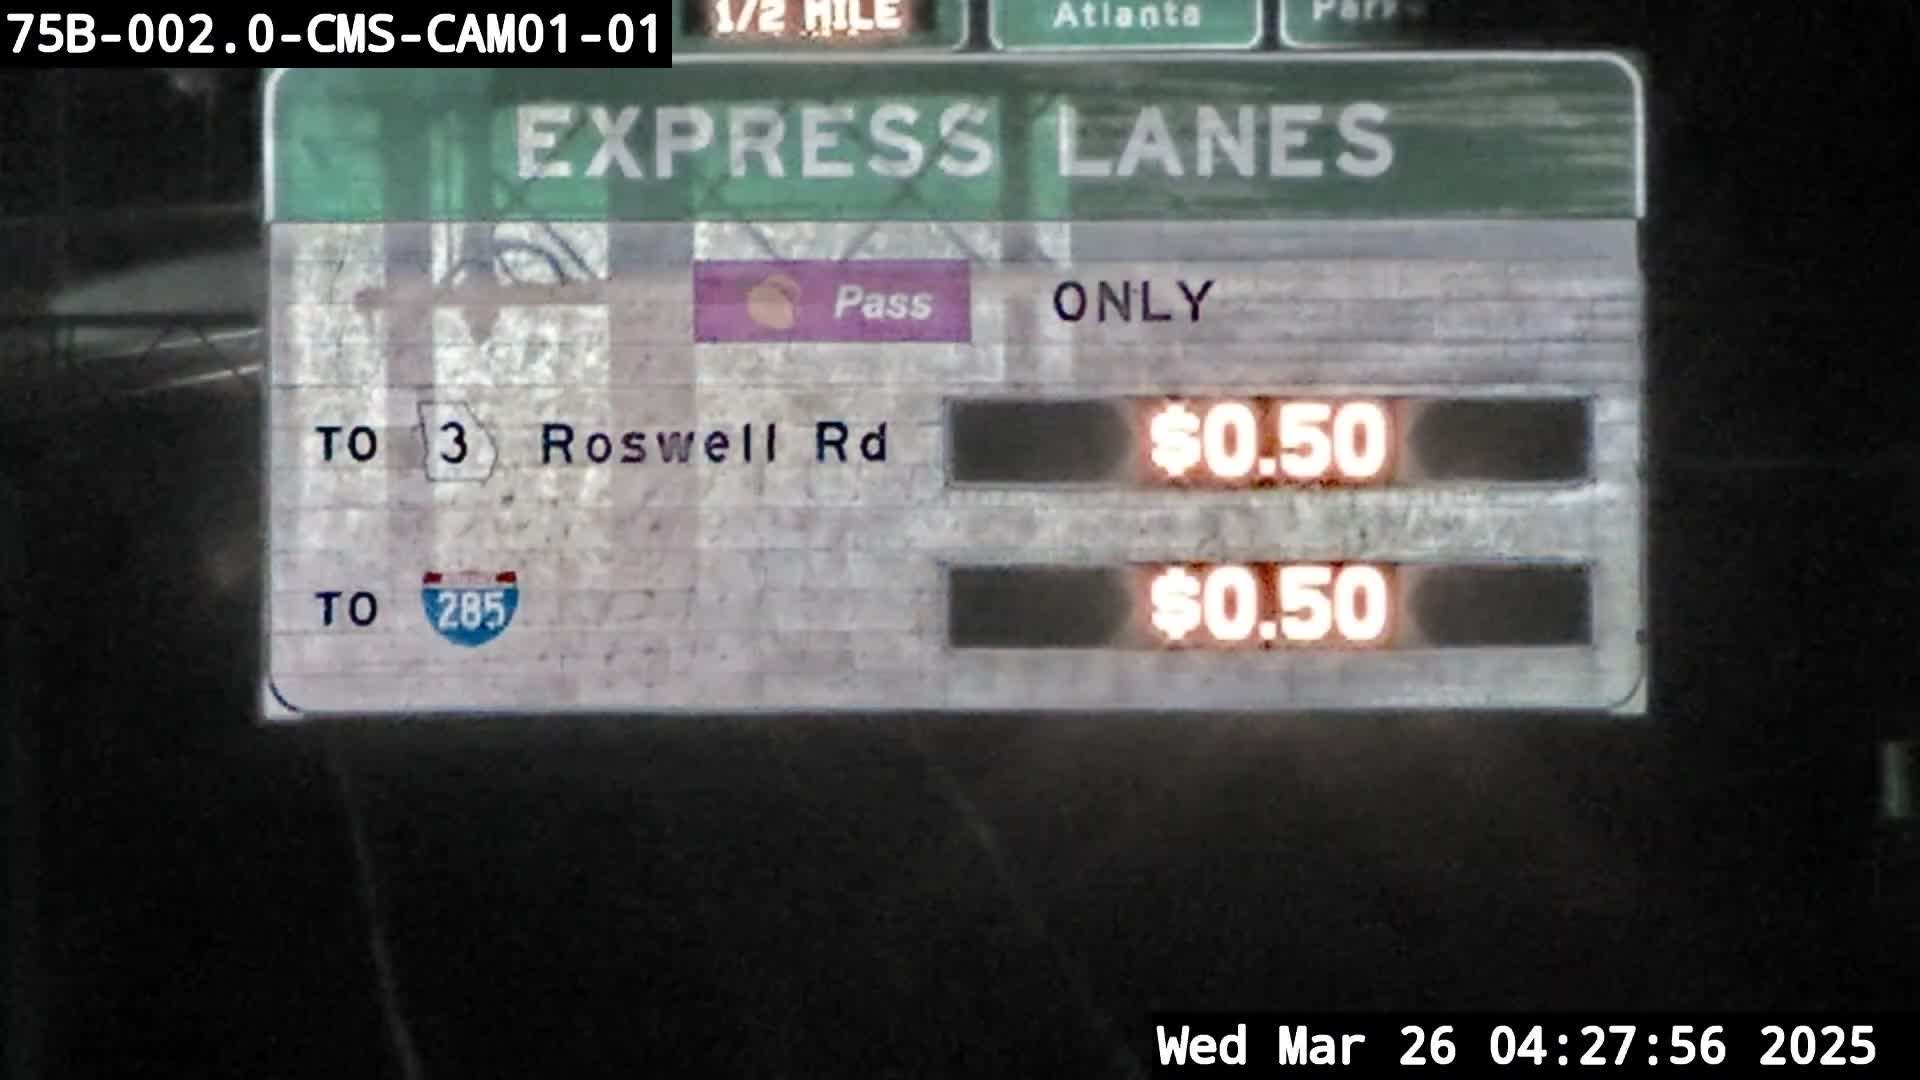 75B-002.0-CMS-CAM01-01
1/2 MILE
Atlanta
EXPRESS LANES
Pass ONLY
TO 3 Roswell Rd $0.50
TO 285 $0.50
Wed Mar 26 04:27:56 2025